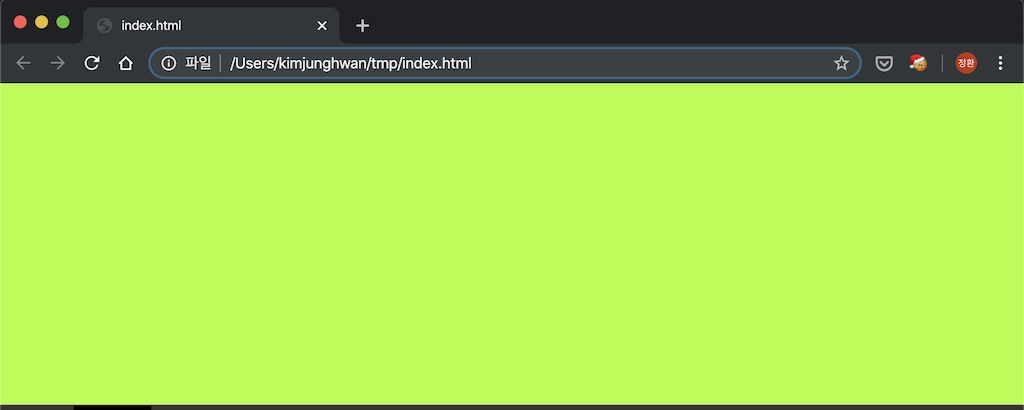 index.html
파일 /Users/kimjunghwan/tmp/index.html
정환